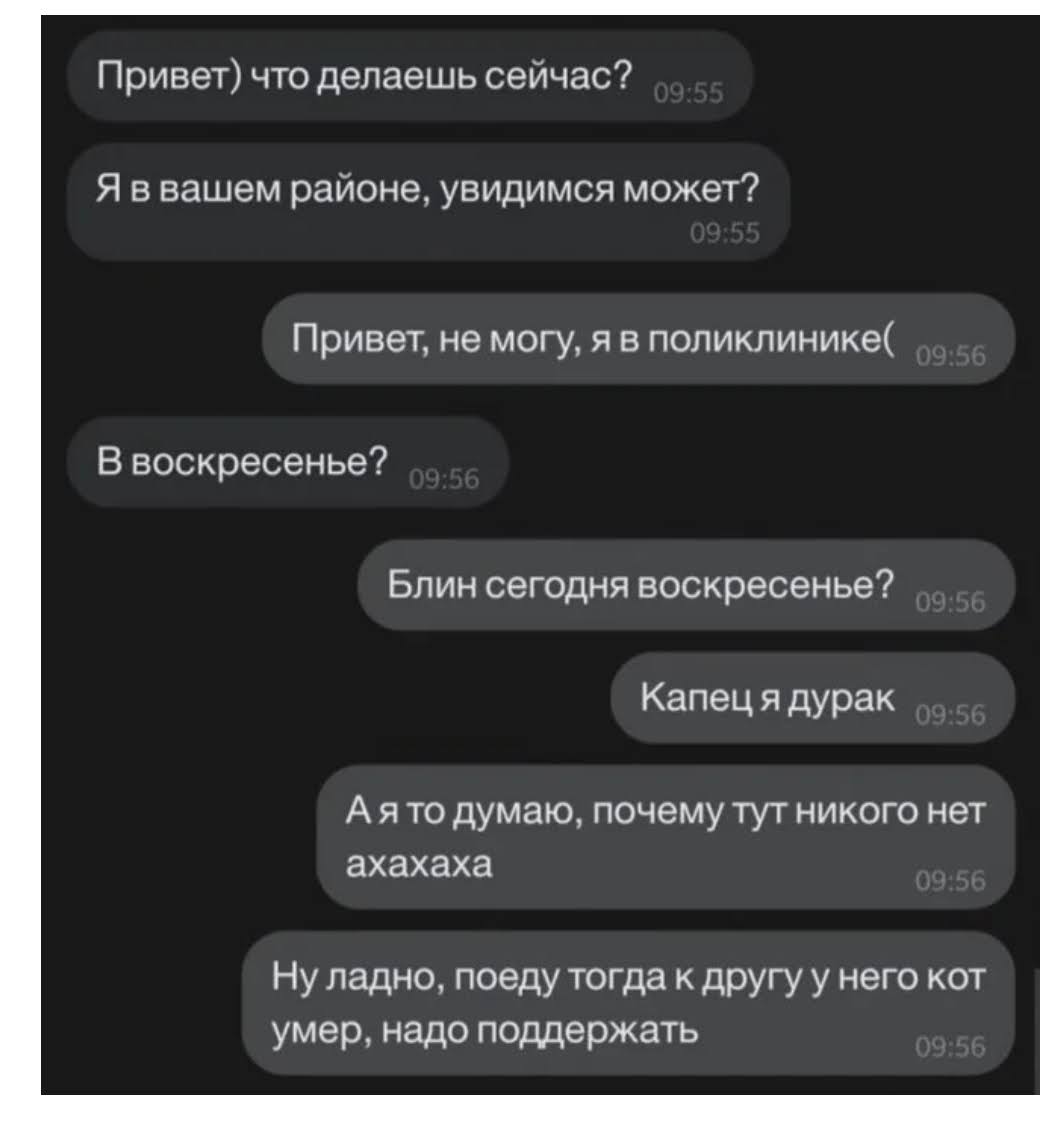 Привет) что делаешь сейчас? 09:55
Я в вашем районе, увидимся может?
09:55
Привет, не могу, я в поликлинике( 09:56
В воскресенье? 09:56
Блин сегодня воскресенье? 09:56
Капец я дурак 09:56
А я то думаю, почему тут никого нет
ахахаха 09:56
Ну ладно, поеду тогда к другу у него кот
умер, надо поддержать 09:56